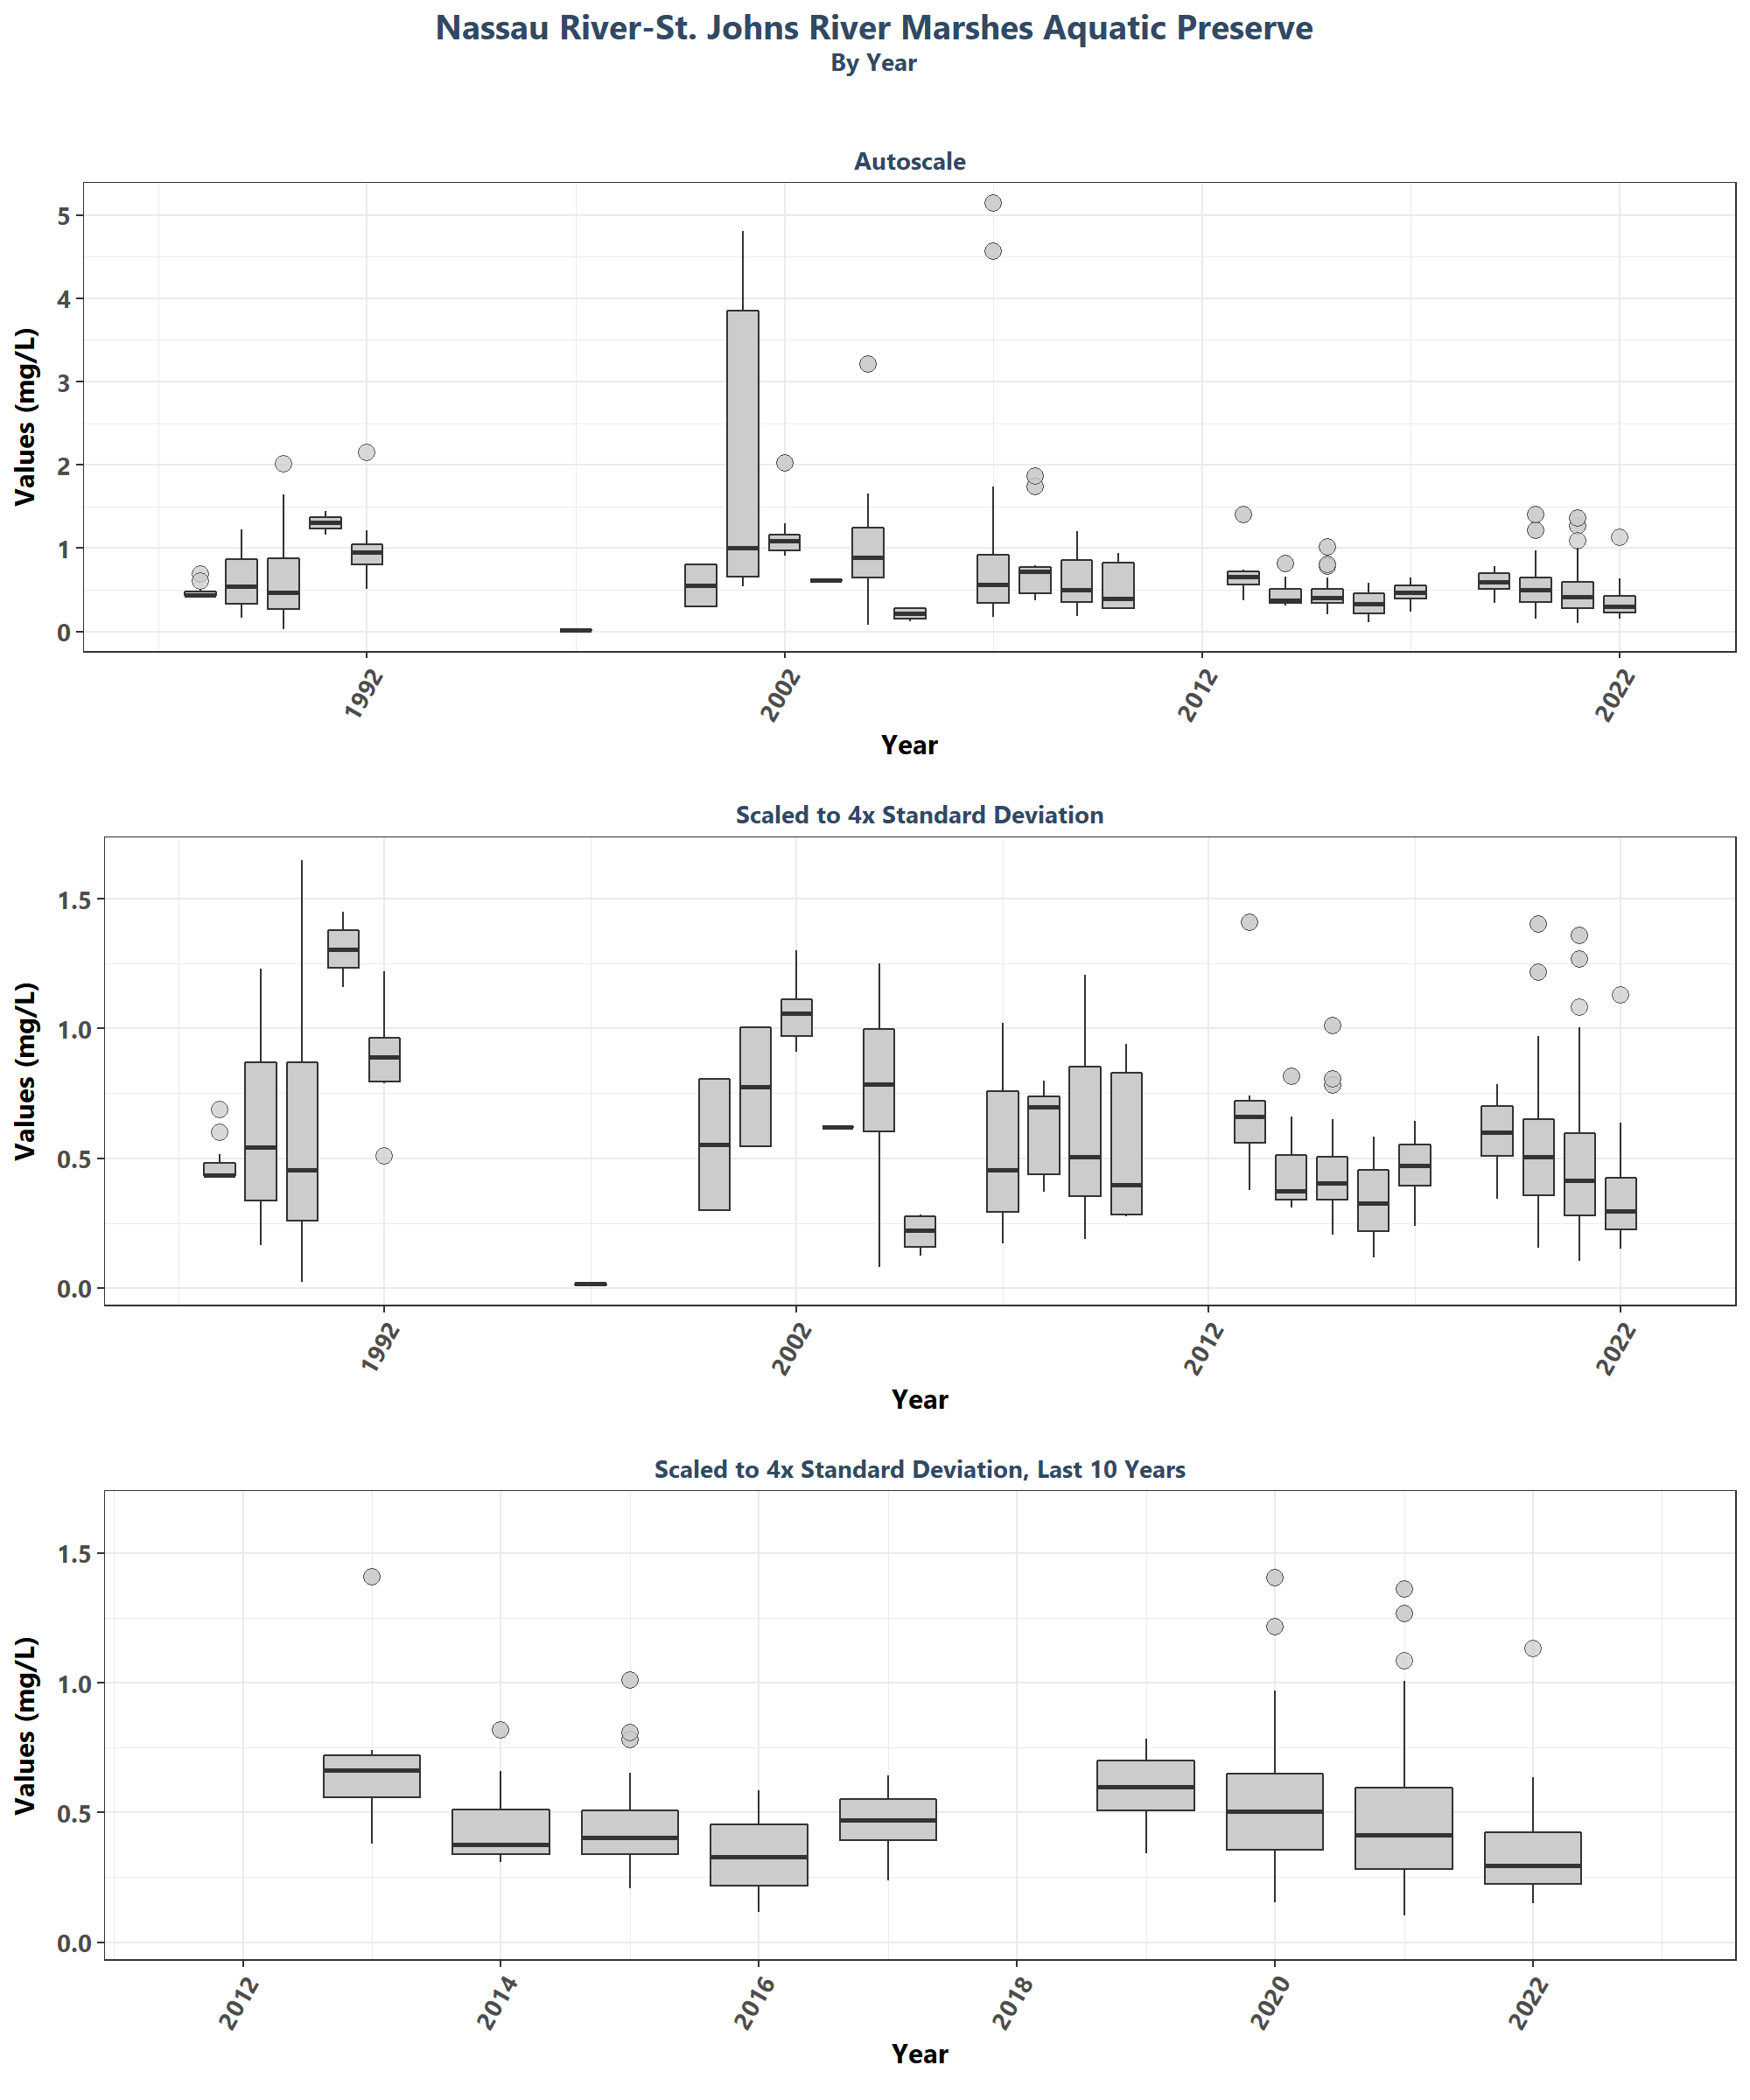 Nassau River-St. Johns River Marshes Aquatic Preserve
By Year
Autoscale
Values (mg/L)
5
4
3
2
1
0
1992
2002
2012
2022
Year
Scaled to 4x Standard Deviation
Values (mg/L)
1.5
1.0
0.5
0.0
1992
2002
2012
2022
Year
Scaled to 4x Standard Deviation, Last 10 Years
Values (mg/L)
1.5
1.0
0.5
0.0
2012
2014
2016
2018
2020
2022
Year